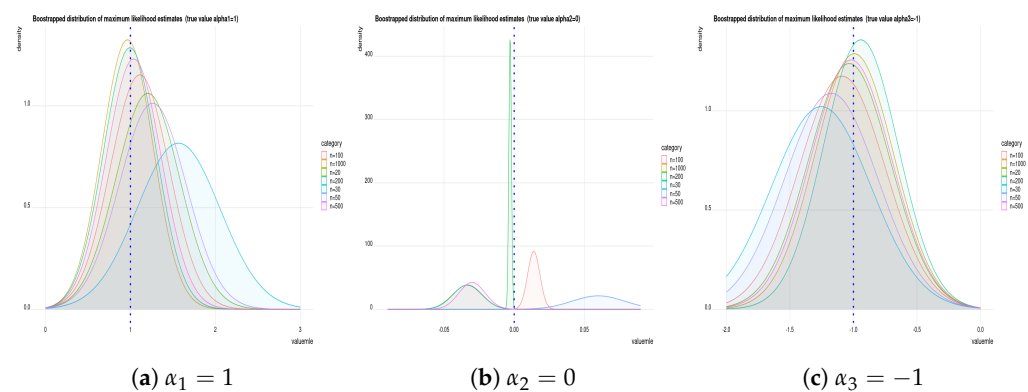 Boostrapped distribution of maximum likelihood estimates (true value alpha1=1)
density
1.0
0.5
0.0
0
1
2
3
valuemle
category
n=100
n=1000
n=20
n=200
n=30
n=50
n=500
(a) α₁ = 1
Boostrapped distribution of maximum likelihood estimates (true value alpha2=0)
density
400
300
200
100
0
-0.05
0.00
0.05
valuemle
category
n=100
n=1000
n=20
n=200
n=30
n=50
n=500
(b) α₂ = 0
Boostrapped distribution of maximum likelihood estimates (true value alpha3=-1)
density
1.0
0.5
0.0
-2.0
-1.5
-1.0
-0.5
0.0
valuemle
category
n=100
n=1000
n=20
n=200
n=30
n=50
n=500
(c) α₃ = −1